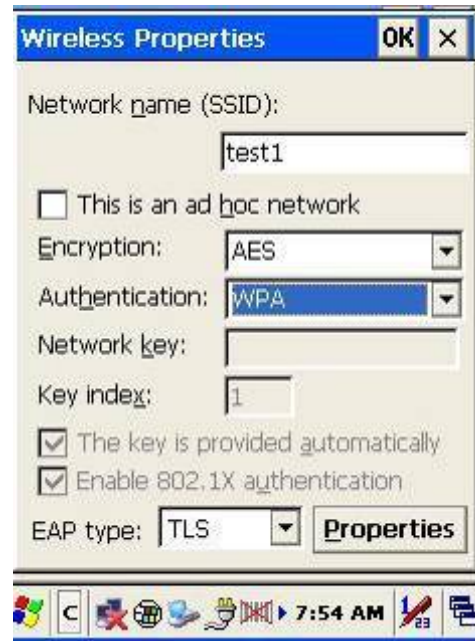 Wireless Properties OK ×
Network name (SSID):
test1
This is an ad hoc network
Encryption: AES
Authentication: WPA
Network key:
Key index: 1
The key is provided automatically
Enable 802.1X authentication
EAP type: TLS Properties
C 7:54 AM 1/23